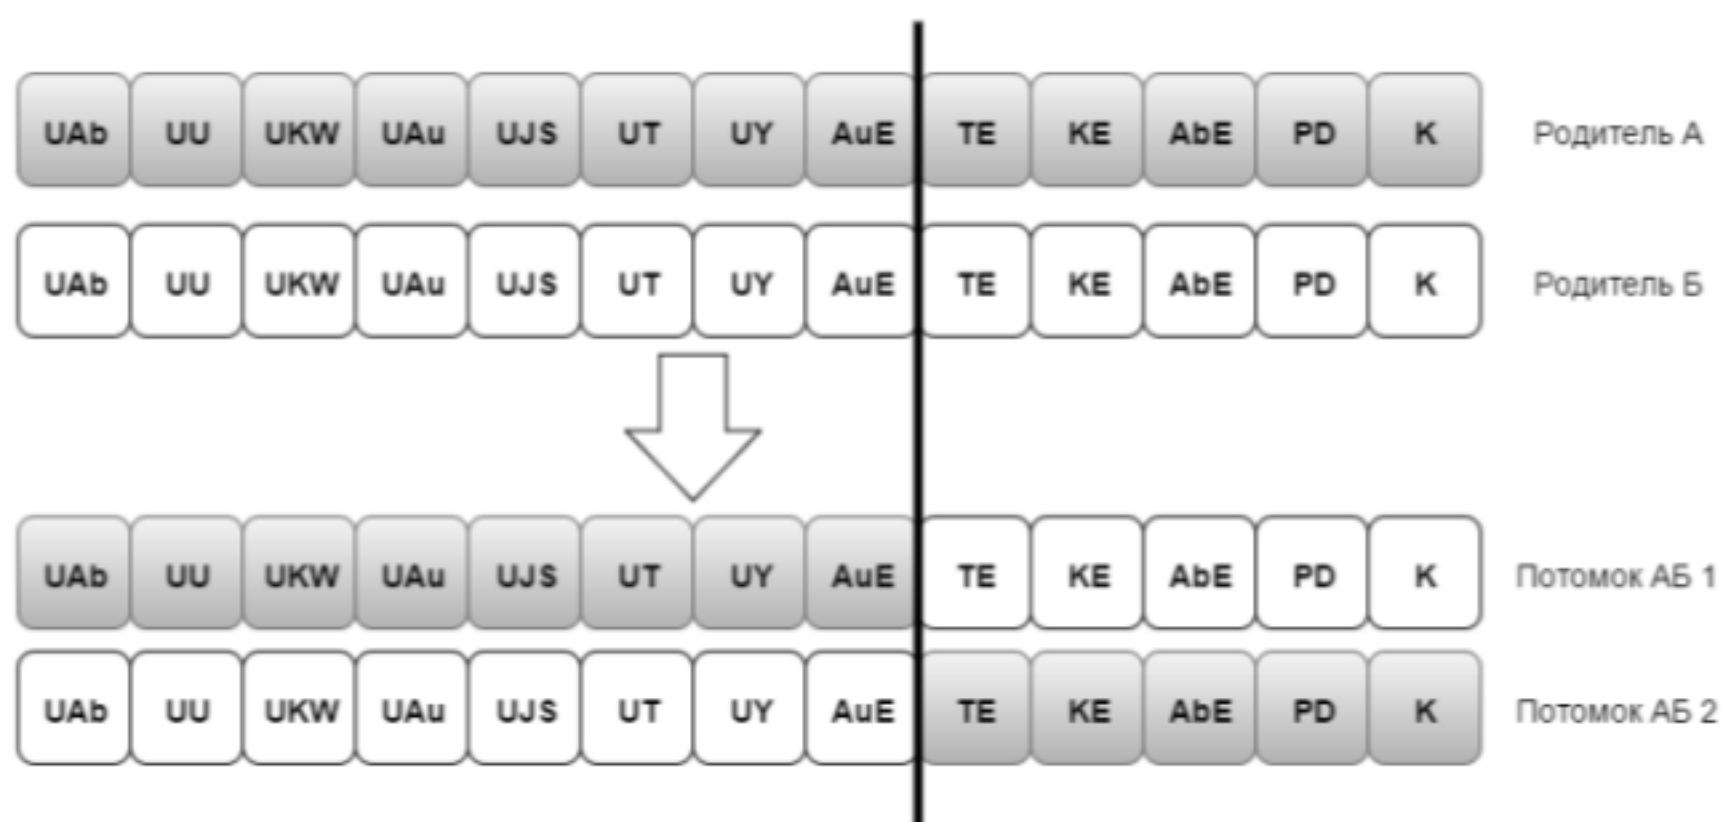 UAb UU UKW UAu UJS UT UY AuE TE KE AbE PD K Родитель А
UAb UU UKW UAu UJS UT UY AuE TE KE AbE PD K Родитель Б
UAb UU UKW UAu UJS UT UY AuE TE KE AbE PD K Потомок АБ 1
UAb UU UKW UAu UJS UT UY AuE TE KE AbE PD K Потомок АБ 2